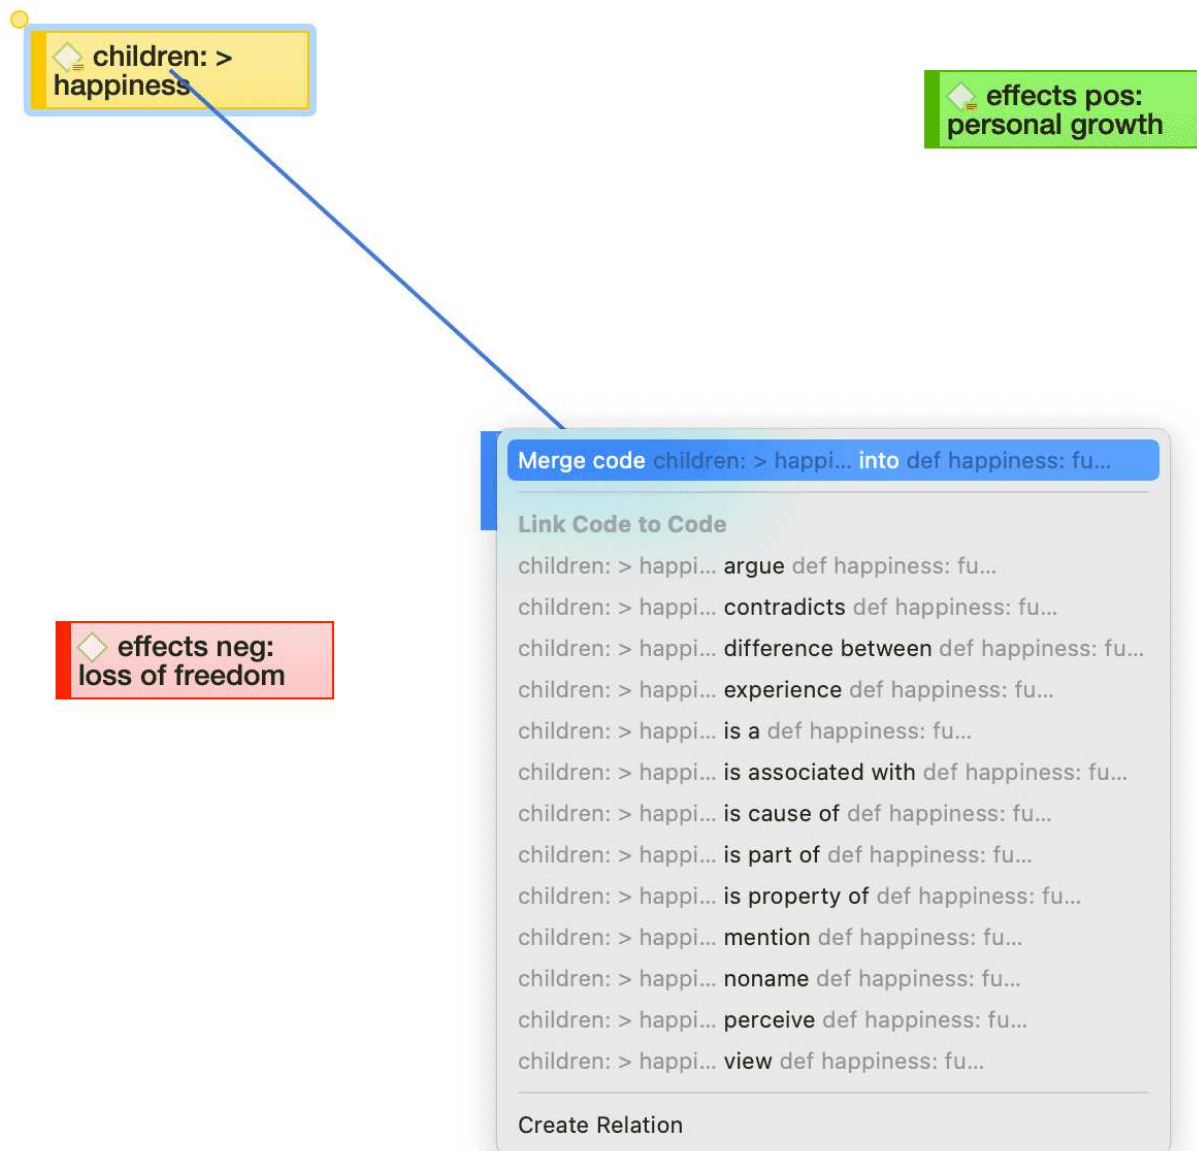 children: >
happiness
effects pos:
personal growth
Merge code children: > happi... into def happiness: fu...
Link Code to Code
children: > happi... argue def happiness: fu...
children: > happi... contradicts def happiness: fu...
children: > happi... difference between def happiness: fu...
children: > happi... experience def happiness: fu...
children: > happi... is a def happiness: fu...
children: > happi... is associated with def happiness: fu...
children: > happi... is cause of def happiness: fu...
children: > happi... is part of def happiness: fu...
children: > happi... is property of def happiness: fu...
children: > happi... mention def happiness: fu...
children: > happi... noname def happiness: fu...
children: > happi... perceive def happiness: fu...
children: > happi... view def happiness: fu...
Create Relation
effects neg:
loss of freedom